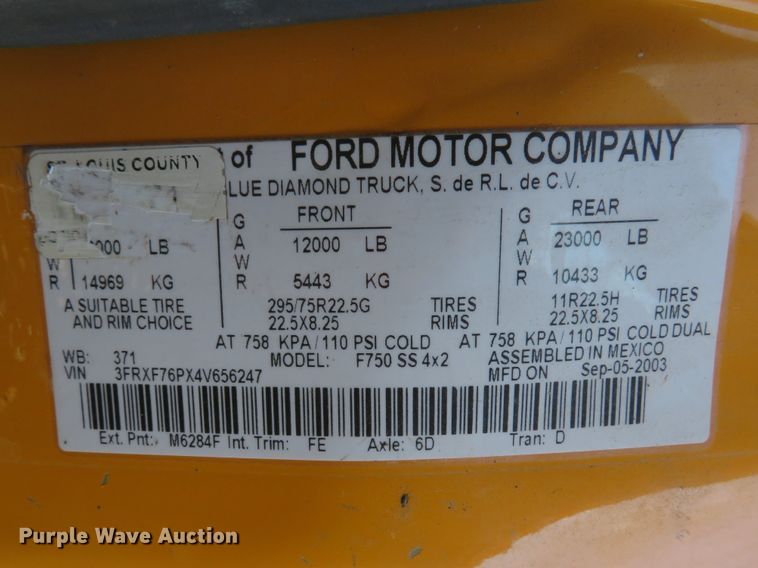 ST. LOUIS COUNTY of FORD MOTOR COMPANY
LUE DIAMOND TRUCK, S. de R.L. de C.V.
G FRONT G REAR
000 LB A 12000 LB A 23000 LB
W W W
R 14969 KG R 5443 KG R 10433 KG
A SUITABLE TIRE 295/75R22.5G TIRES 11R22.5H TIRES
AND RIM CHOICE 22.5X8.25 RIMS 22.5X8.25 RIMS
AT 758 KPA/110 PSI COLD AT 758 KPA/110 PSI COLD DUAL
WB: 371 MODEL: F750 SS 4x2 ASSEMBLED IN MEXICO
VIN 3FRXF76PX4V656247 MFD ON Sep-05-2003
Ext. Pnt: M6284F Int. Trim: FE Axle: 6D Tran: D
Purple Wave Auction